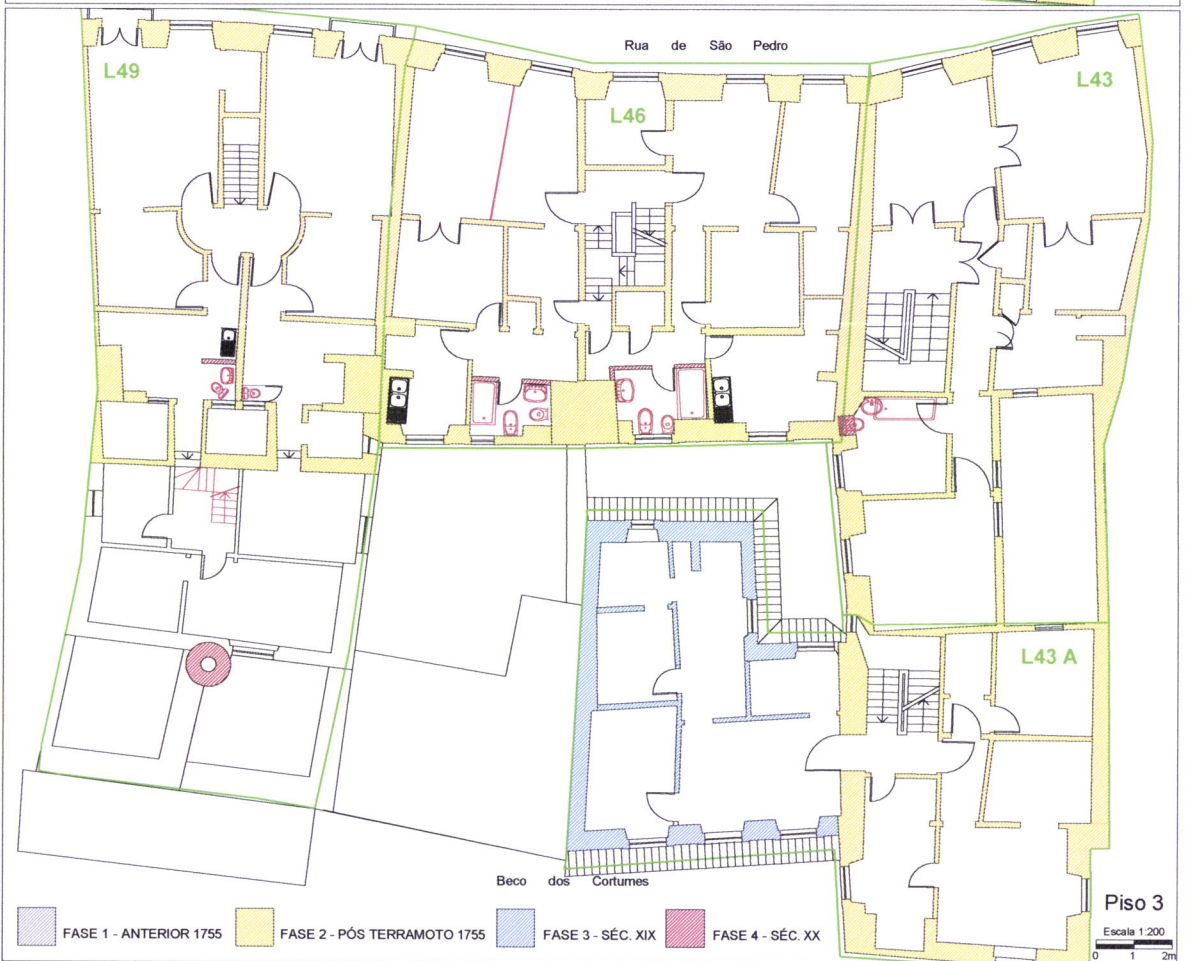 Rua de São Pedro
L49
L46
L43
L43 A
Beco dos Cortumes
FASE 1 - ANTERIOR 1755
FASE 2 - PÓS TERRAMOTO 1755
FASE 3 - SÉC. XIX
FASE 4 - SÉC. XX
Piso 3
Escala 1:200
0 1 2m